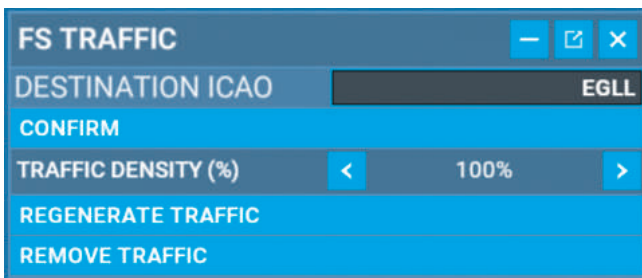 FS TRAFFIC
DESTINATION ICAO EGLL
CONFIRM
TRAFFIC DENSITY (%) < 100% >
REGENERATE TRAFFIC
REMOVE TRAFFIC